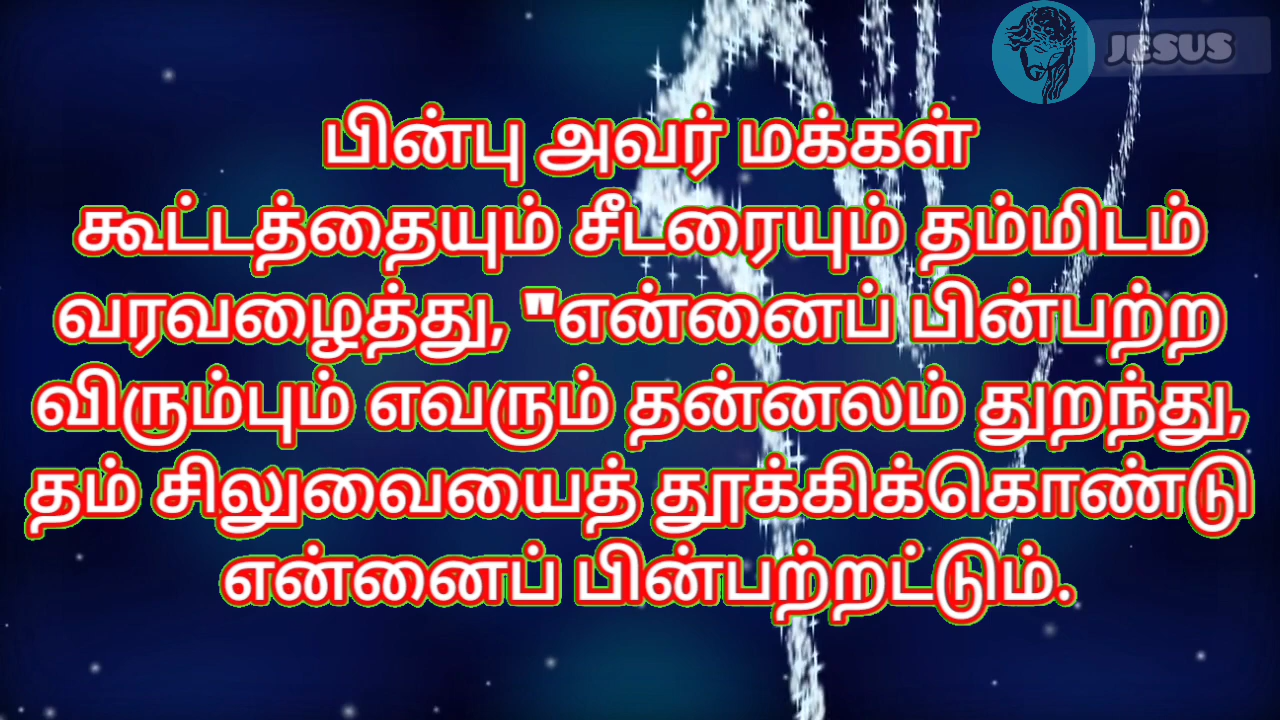 JESUS
பின்பு அவர் மக்கள்
கூட்டத்தையும் சீடரையும் தம்மிடம்
வரவழைத்து, "என்னைப் பின்பற்ற
விரும்பும் எவரும் தன்னலம் துறந்து,
தம் சிலுவையைத் தூக்கிக்கொண்டு
என்னைப் பின்பற்றட்டும்.